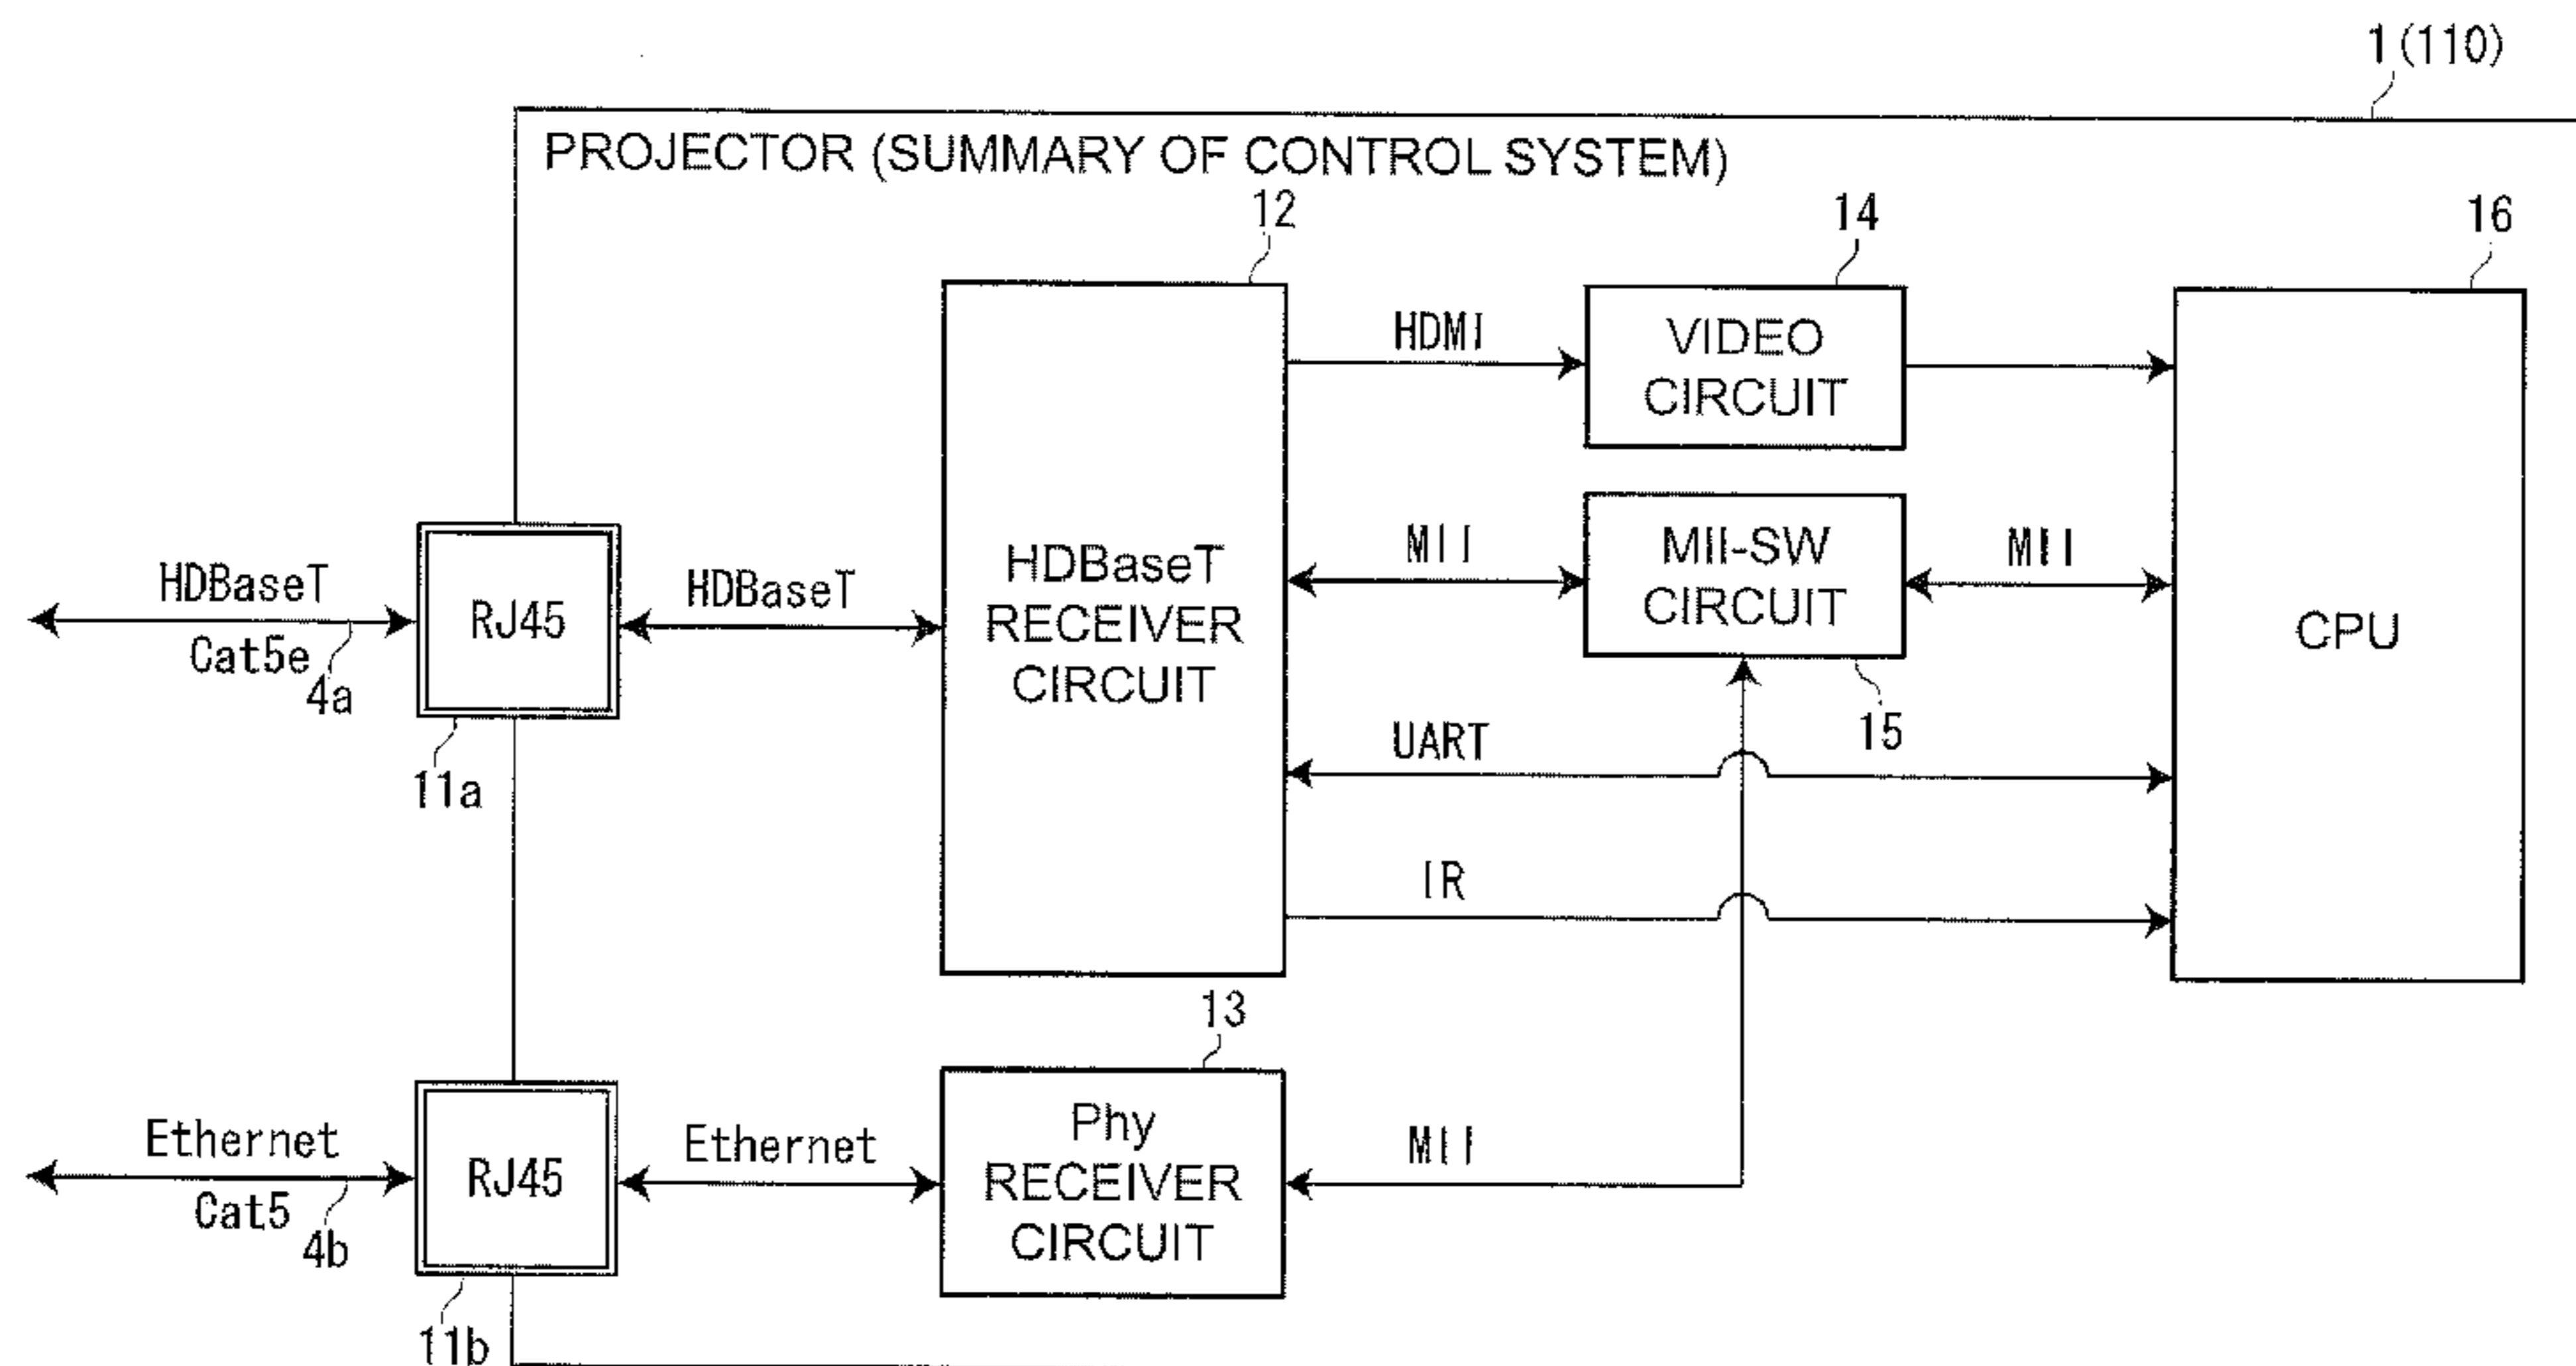 1(110)
PROJECTOR (SUMMARY OF CONTROL SYSTEM)
12
14
16
HDMI
VIDEO
CIRCUIT
HDBaseT
Cat5e
4a
RJ45
11a
HDBaseT
HDBaseT
RECEIVER
CIRCUIT
MII
MII-SW
CIRCUIT
15
MII
CPU
UART
IR
13
Ethernet
Cat5
4b
RJ45
11b
Ethernet
Phy
RECEIVER
CIRCUIT
MII